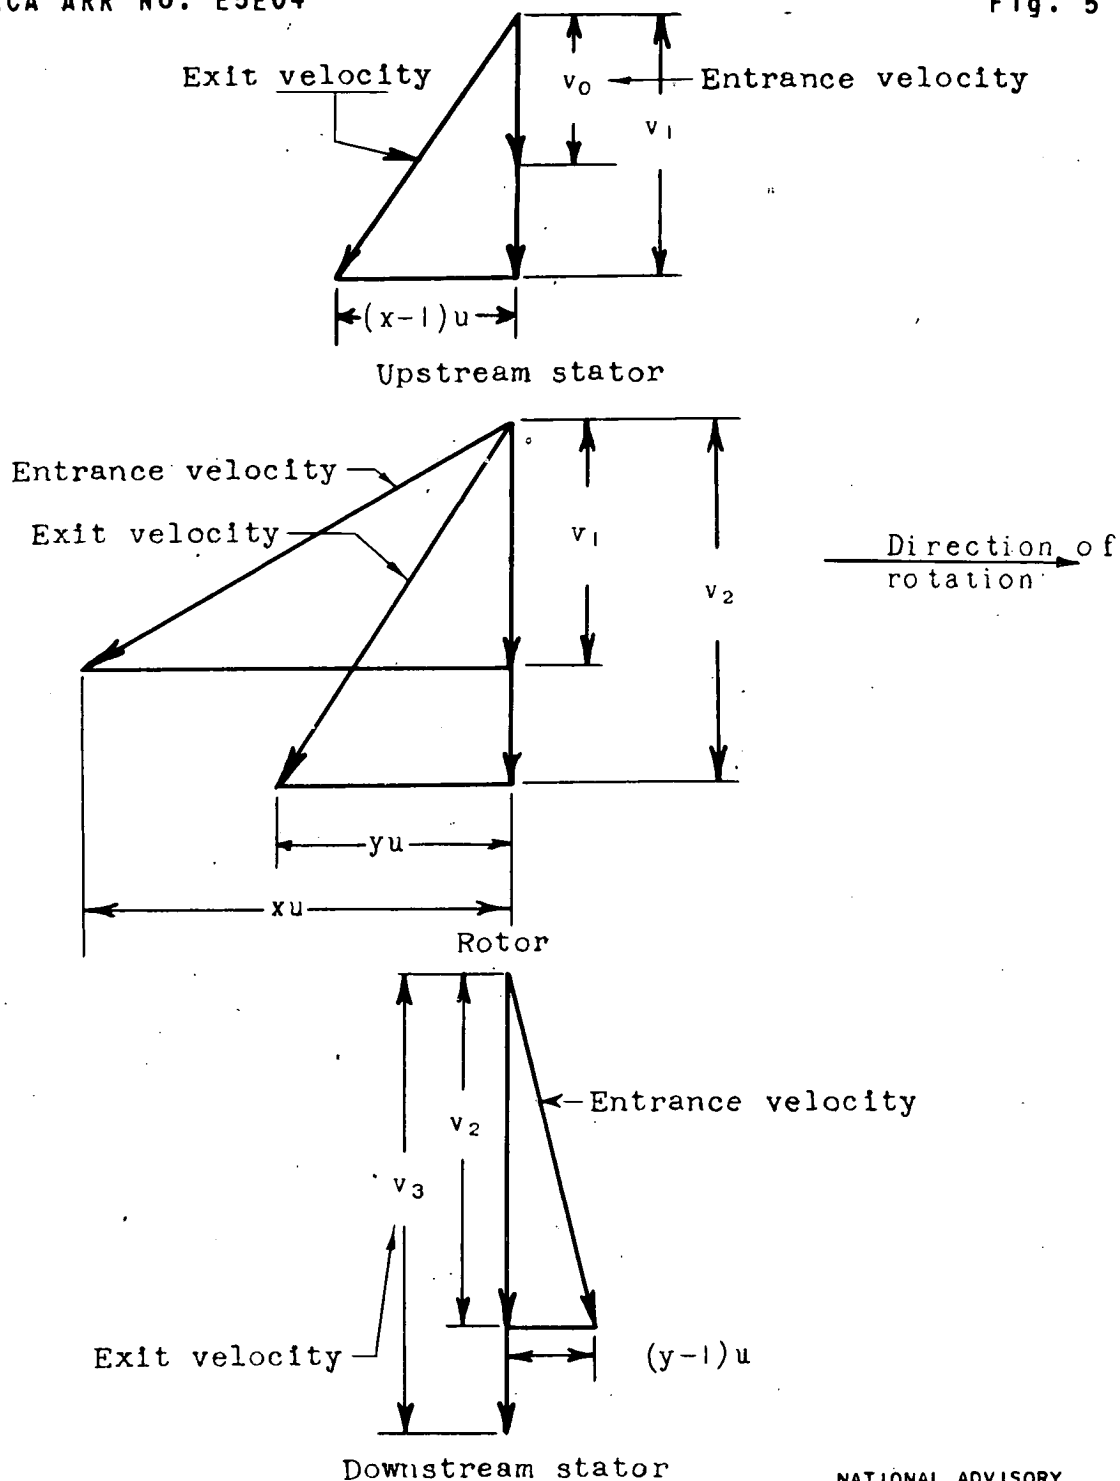 Fig. 5
Exit velocity
v₀
Entrance velocity
v₁
(x-1)u
Upstream stator
Entrance velocity
Exit velocity
v₁
v₂
Direction of
rotation
yu
xu
Rotor
Entrance velocity
v₂
v₃
Exit velocity
(y-1)u
Downstream stator
NATIONAL ADVISORY